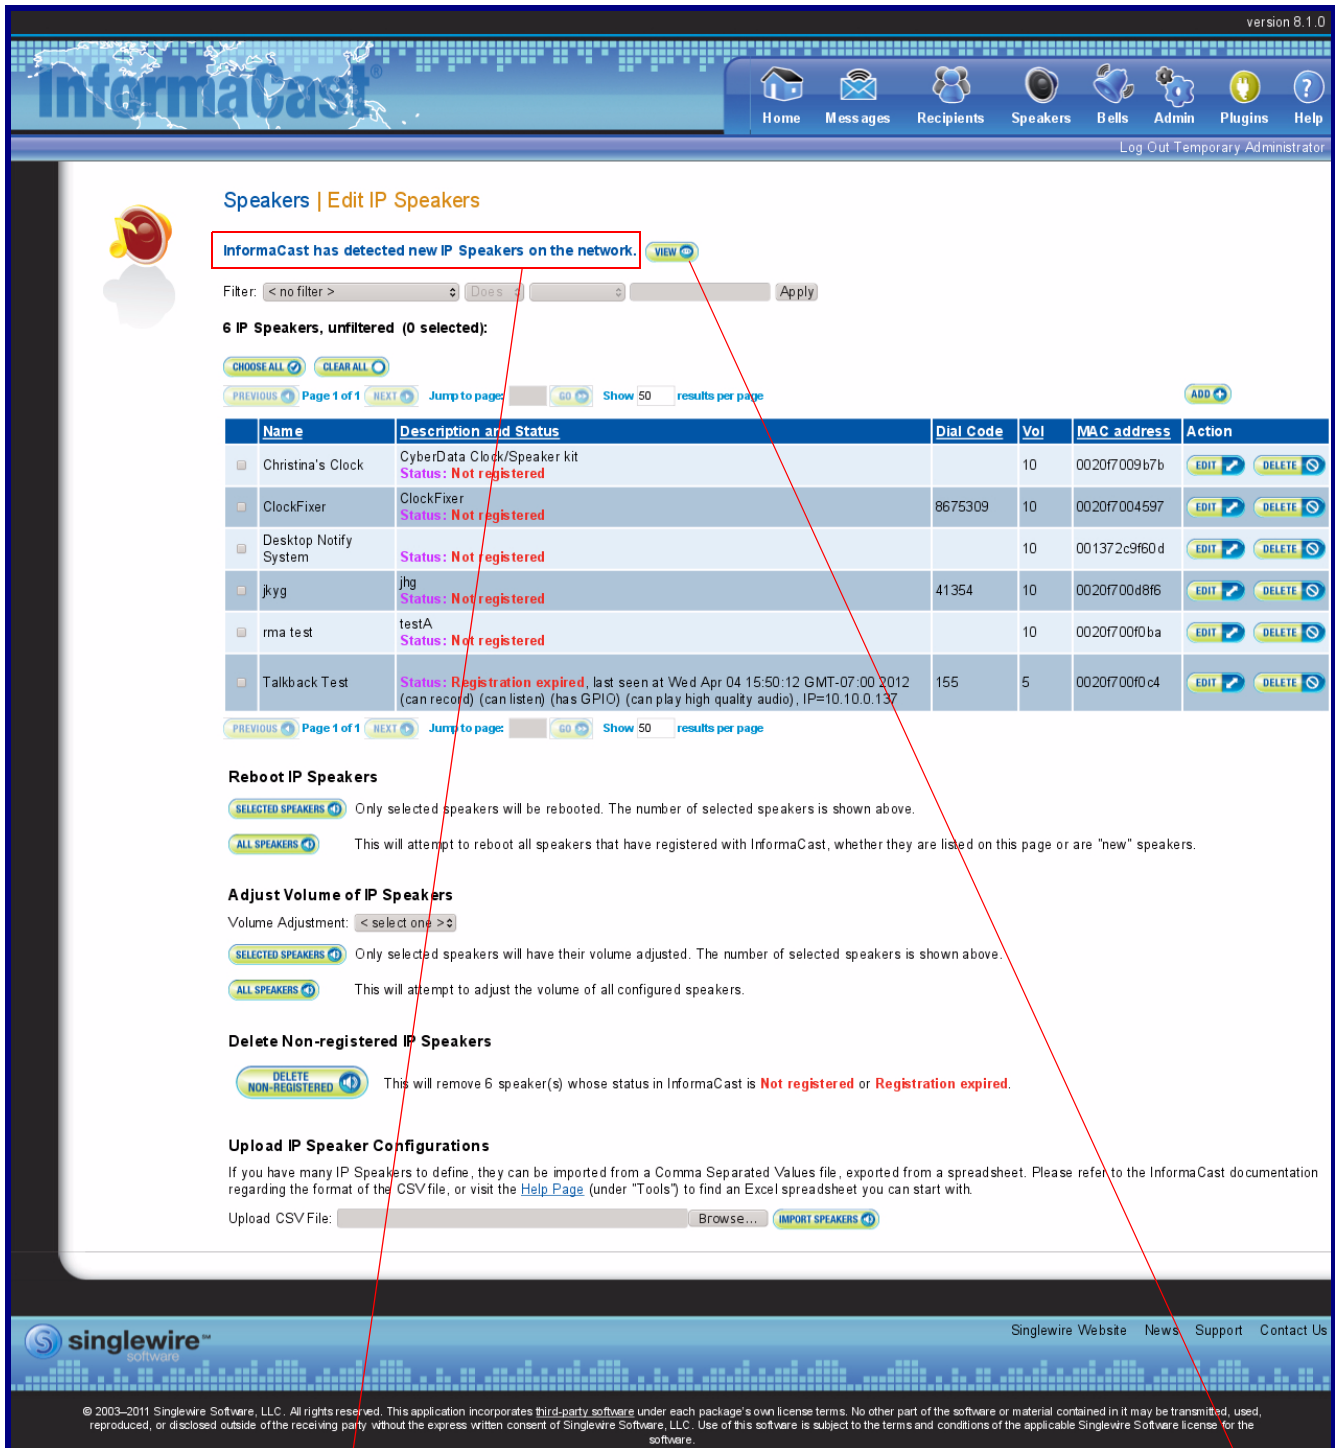 version 8.1.0
InformaCast®
Home Messages Recipients Speakers Bells Admin Plugins Help
Log Out Temporary Administrator
Speakers | Edit IP Speakers
InformaCast has detected new IP Speakers on the network. VIEW
Filter: < no filter > Does Apply
6 IP Speakers, unfiltered (0 selected):
CHOOSE ALL CLEAR ALL
PREVIOUS Page 1 of 1 NEXT Jump to page: GO Show 50 results per page ADD
Name Description and Status Dial Code Vol MAC address Action
Christina's Clock CyberData Clock/Speaker kit 10 0020f7009b7b EDIT DELETE
Status: Not registered
ClockFixer ClockFixer 8675309 10 0020f7004597 EDIT DELETE
Status: Not registered
Desktop Notify System Status: Not registered 10 001372c9f60d EDIT DELETE
jkyg jhg 41354 10 0020f700d8f6 EDIT DELETE
Status: Not registered
rma test testA 10 0020f700f0ba EDIT DELETE
Status: Not registered
Talkback Test Status: Registration expired, last seen at Wed Apr 04 15:50:12 GMT-07:00 2012 155 5 0020f700f0c4 EDIT DELETE
(can record) (can listen) (has GPIO) (can play high quality audio), IP=10.10.0.137
PREVIOUS Page 1 of 1 NEXT Jump to page: GO Show 50 results per page
Reboot IP Speakers
SELECTED SPEAKERS Only selected speakers will be rebooted. The number of selected speakers is shown above.
ALL SPEAKERS This will attempt to reboot all speakers that have registered with InformaCast, whether they are listed on this page or are "new" speakers.
Adjust Volume of IP Speakers
Volume Adjustment: < select one >
SELECTED SPEAKERS Only selected speakers will have their volume adjusted. The number of selected speakers is shown above.
ALL SPEAKERS This will attempt to adjust the volume of all configured speakers.
Delete Non-registered IP Speakers
DELETE NON-REGISTERED This will remove 6 speaker(s) whose status in InformaCast is Not registered or Registration expired.
Upload IP Speaker Configurations
If you have many IP Speakers to define, they can be imported from a Comma Separated Values file, exported from a spreadsheet. Please refer to the InformaCast documentation
regarding the format of the CSV file, or visit the Help Page (under "Tools") to find an Excel spreadsheet you can start with.
Upload CSV File: Browse... IMPORT SPEAKERS
singlewire™
software
Singlewire Website News Support Contact Us
© 2003–2011 Singlewire Software, LLC. All rights reserved. This application incorporates third-party software under each package's own license terms. No other part of the software or material contained in it may be transmitted, used,
reproduced, or disclosed outside of the receiving party without the express written consent of Singlewire Software, LLC. Use of this software is subject to the terms and conditions of the applicable Singlewire Software license for the
software.